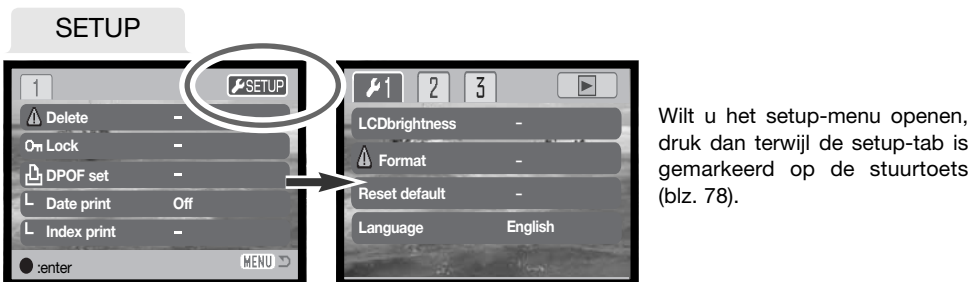 SETUP
1 SETUP
Delete –
Lock –
DPOF set –
Date print Off
Index print –
:enter MENU
1 2 3
LCDbrightness –
Format –
Reset default –
Language English
Wilt u het setup-menu openen,
druk dan terwijl de setup-tab is
gemarkeerd op de stuurtoets
(blz. 78).